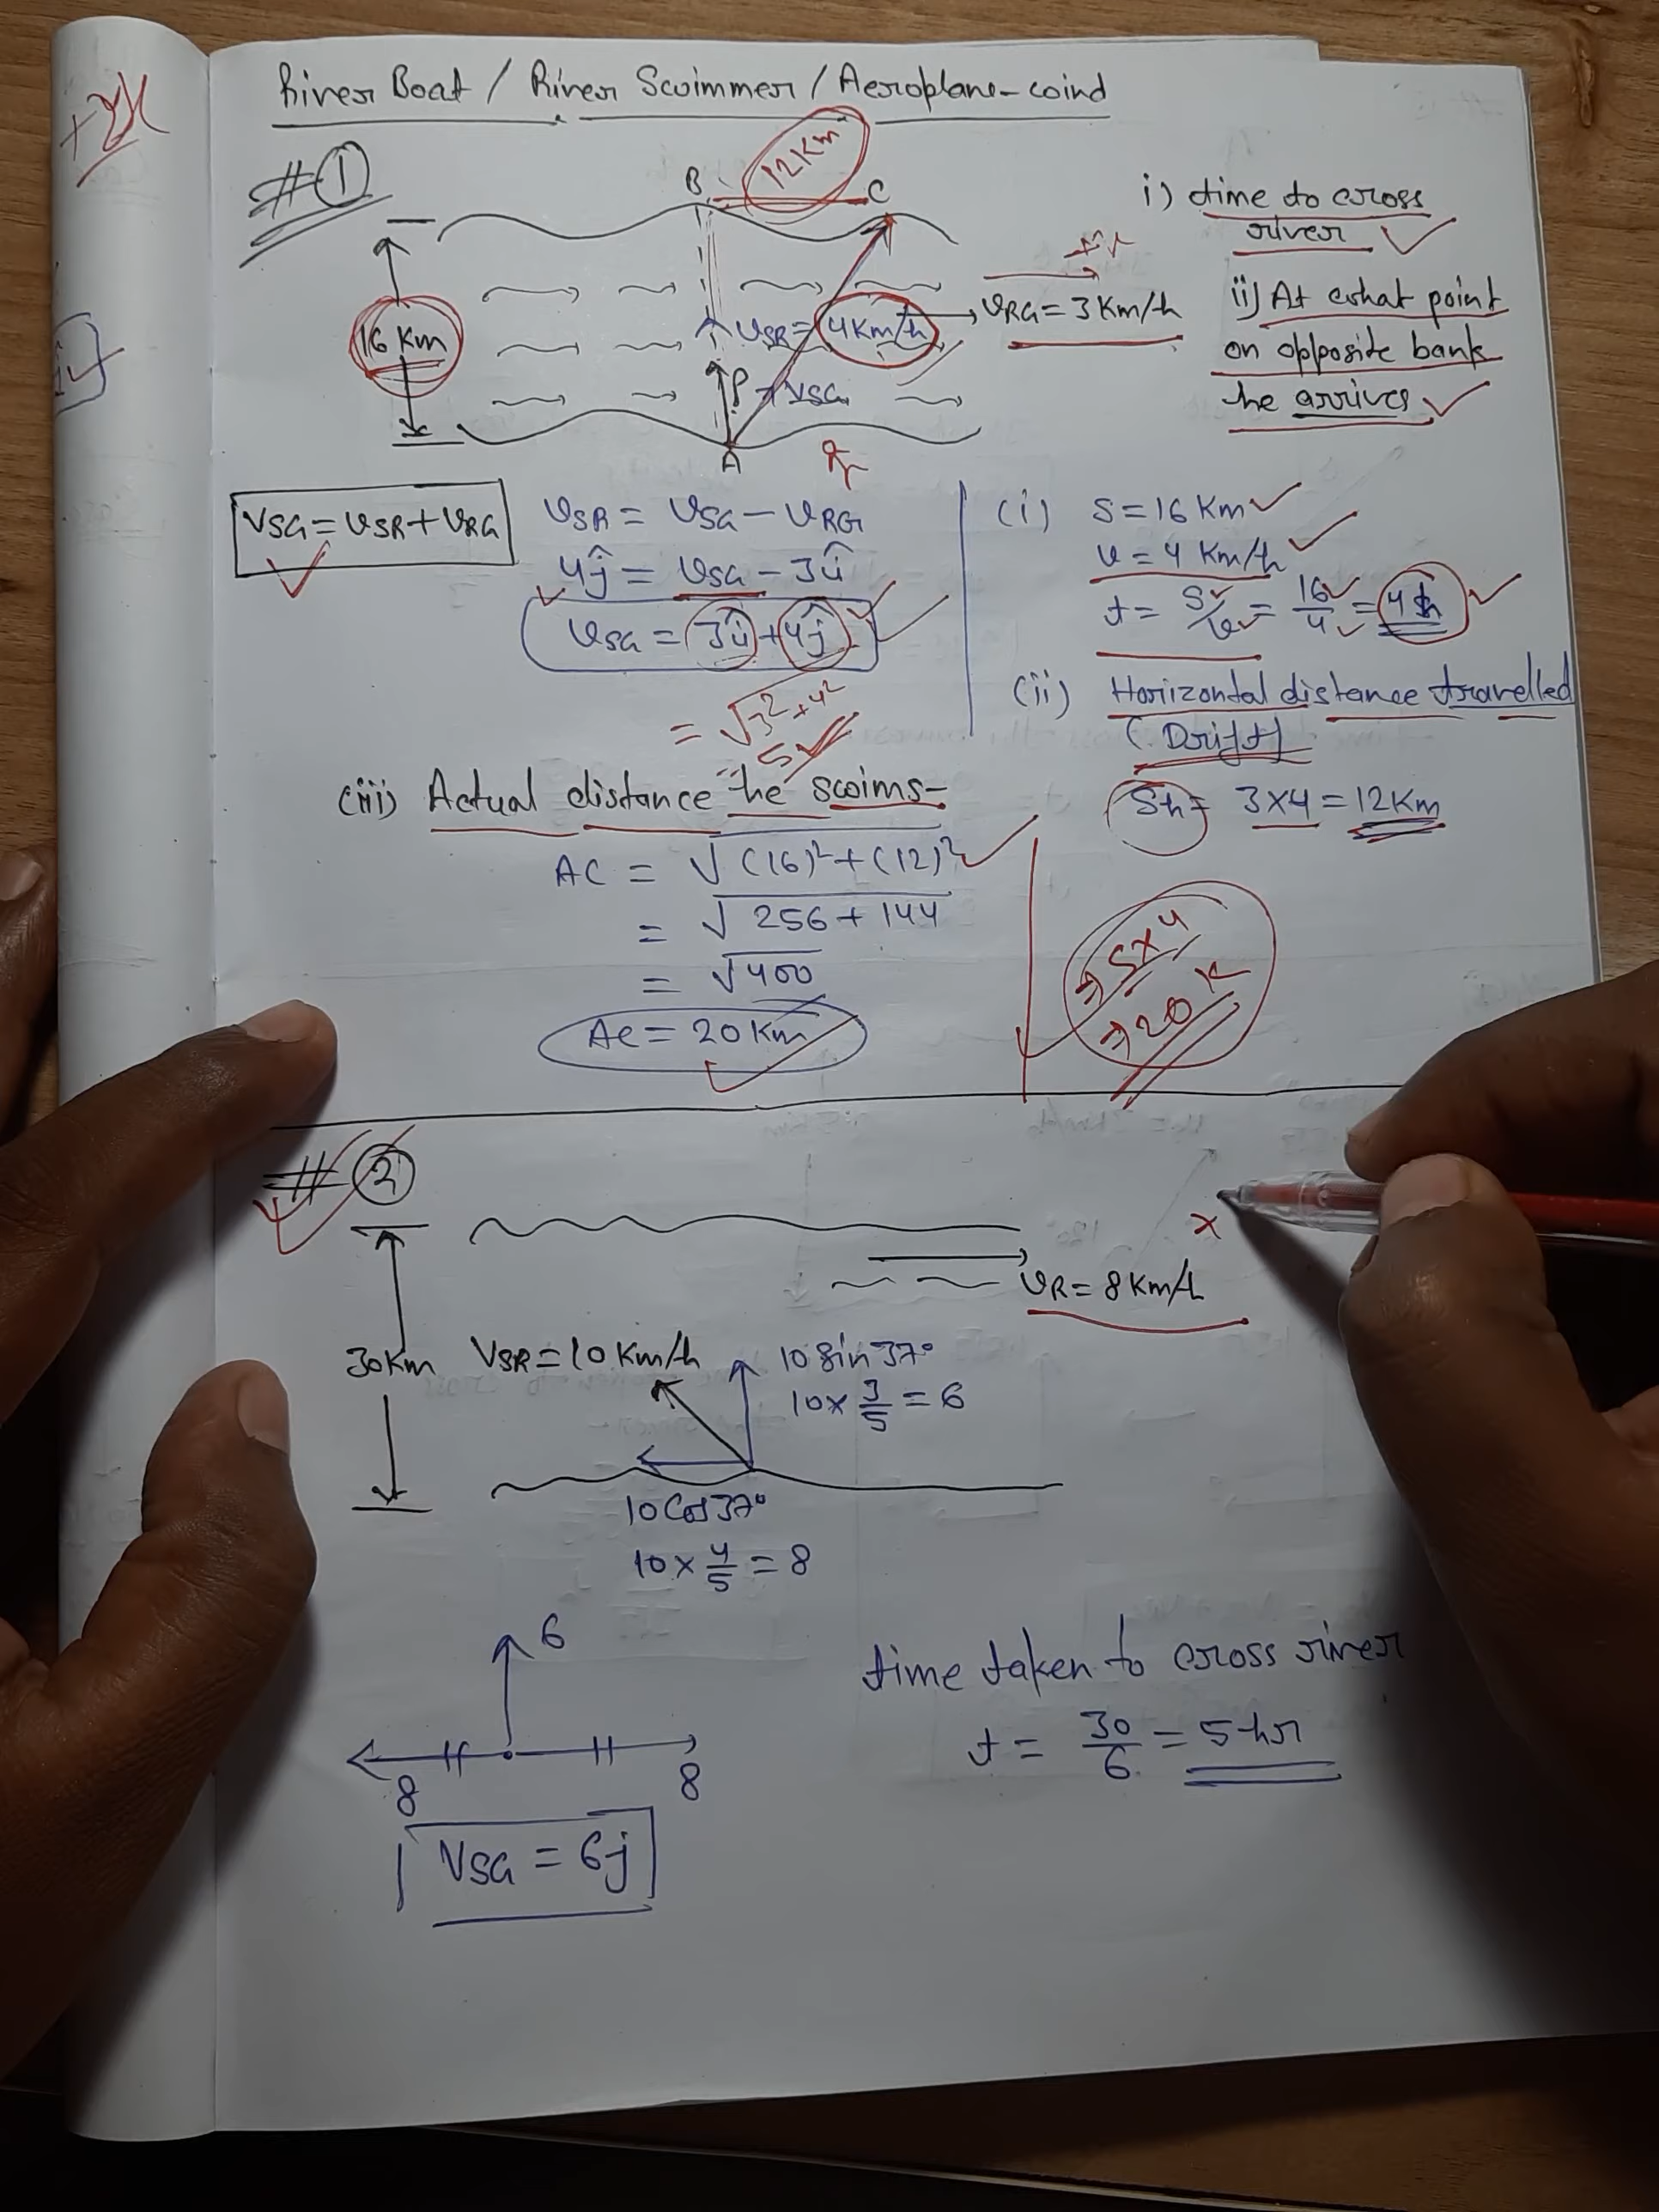 River Boat / River Swimmer / Aeroplane-wind
#①
B
12 Km
C
i) time to cross
river
+x
ii) At what point
on opposite bank
he arrives
16 Km
vSR = 4 Km/h
vRG = 3 Km/h
VSG
A
VSG = vSR + vRG
vSR = vSG − vRG
4ĵ = vSG − 3î
vSG = 3î + 4ĵ
= √3²+4²
5
(i) S = 16 Km
v = 4 Km/h
t = S/v = 16/4 = 4h
(ii) Horizontal distance travelled
(Drift)
Sh = 3×4 = 12Km
(iii) Actual distance he swims–
AC = √(16)² + (12)²
= √256 + 144
= √400
AC = 20 Km
⇒ 5×4
⇒ 20 K
#②
x
vR = 8 Km/h
30Km
VSR = 10 Km/h
10 Sin 37°
10 × 3/5 = 6
10 Cos 37°
10 × 4/5 = 8
6
8
8
VSG = 6j
time taken to cross river
t = 30/6 = 5 hr